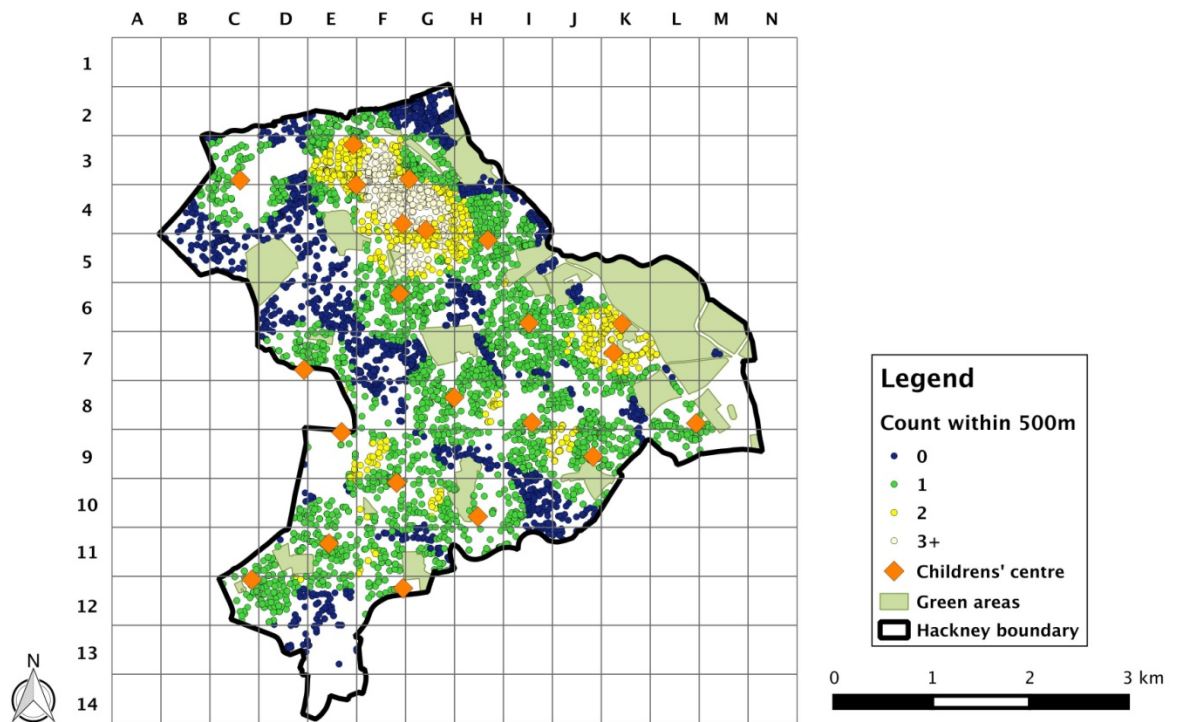 A B C D E F G H I J K L M N
1
2
3
4
5
6
7
8
9
10
11
12
13
14
Legend
Count within 500m
0
1
2
3+
Childrens' centre
Green areas
Hackney boundary
N
0 1 2 3 km